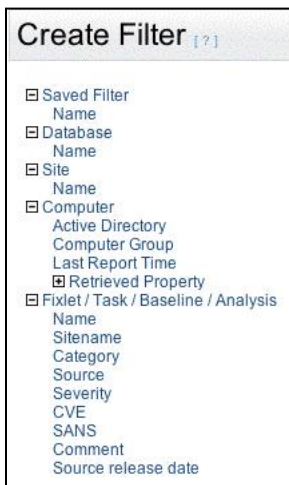 Create Filter [ ? ]
Saved Filter
Name
Database
Name
Site
Name
Computer
Active Directory
Computer Group
Last Report Time
Retrieved Property
Fixlet / Task / Baseline / Analysis
Name
Sitename
Category
Source
Severity
CVE
SANS
Comment
Source release date